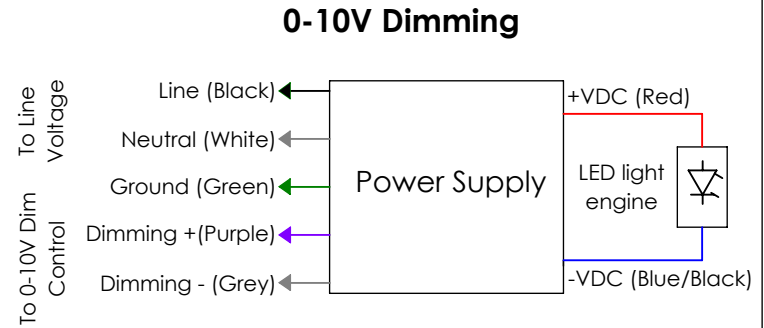 0-10V Dimming
To Line
Voltage
Line (Black)
Neutral (White)
Ground (Green)
To 0-10V Dim
Control
Dimming +(Purple)
Dimming - (Grey)
Power Supply
+VDC (Red)
LED light
engine
-VDC (Blue/Black)